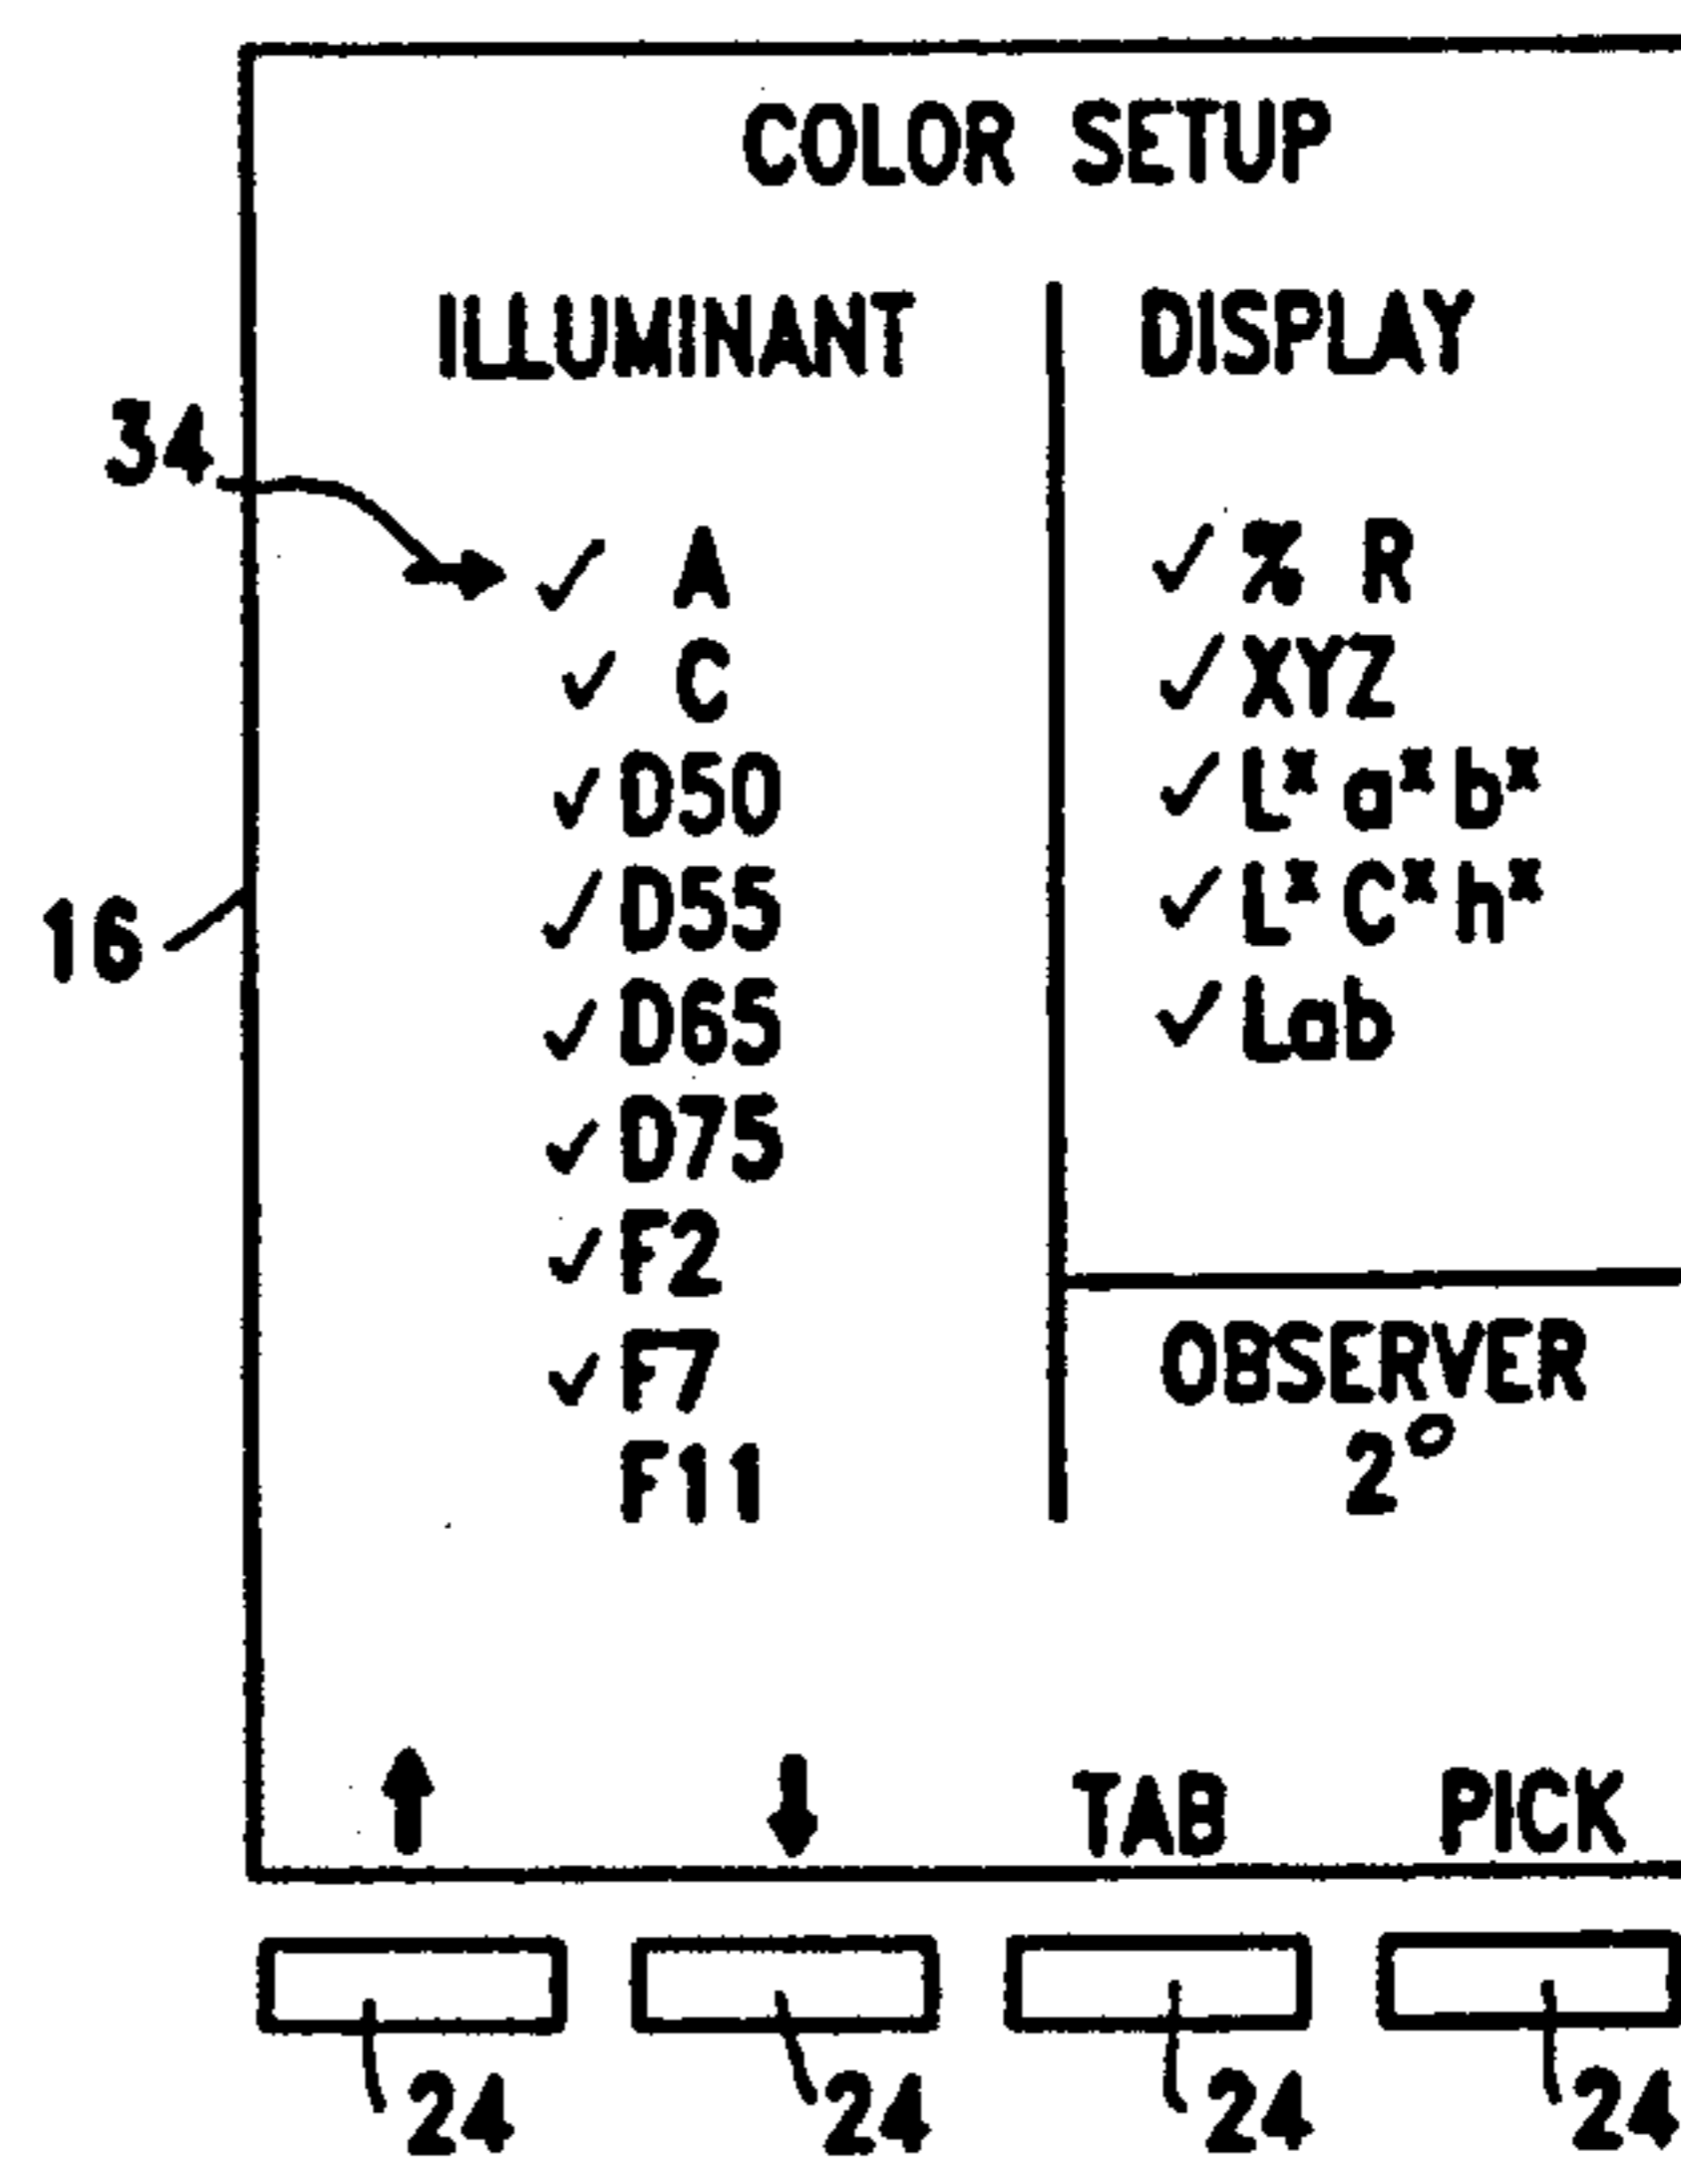 COLOR SETUP
ILLUMINANT
34
✓ A
✓ C
✓ D50
✓ D55
16
✓ D65
✓ D75
✓ F2
✓ F7
F11
DISPLAY
✓ % R
✓ XYZ
✓ L* a* b*
✓ L* C* h*
✓ Lab
OBSERVER
2°
↑ ↓ TAB PICK
24 24 24 24